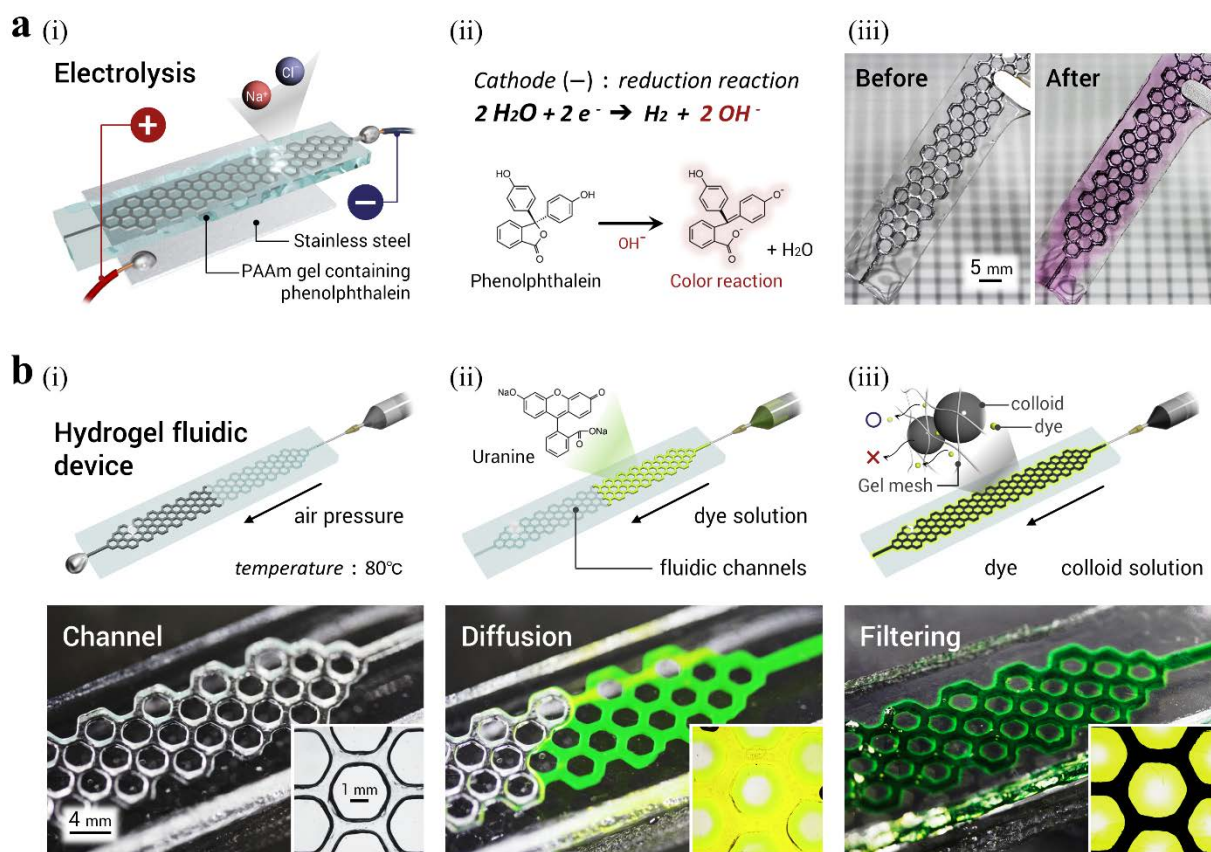 a (i)
Electrolysis
Na⁺
Cl⁻
+
−
Stainless steel
PAAm gel containing
phenolphthalein
(ii)
Cathode (−) : reduction reaction
2 H₂O + 2 e⁻ → H₂ + 2 OH⁻
HO
OH
O
O
Phenolphthalein
OH⁻
HO
O⁻
O⁻
O
+ H₂O
Color reaction
(iii)
Before
After
5 mm
b (i)
Hydrogel fluidic
device
air pressure
temperature : 80℃
Channel
4 mm
1 mm
(ii)
NaO
O
O
ONa
O
Uranine
dye solution
fluidic channels
Diffusion
(iii)
colloid
dye
Gel mesh
dye colloid solution
Filtering